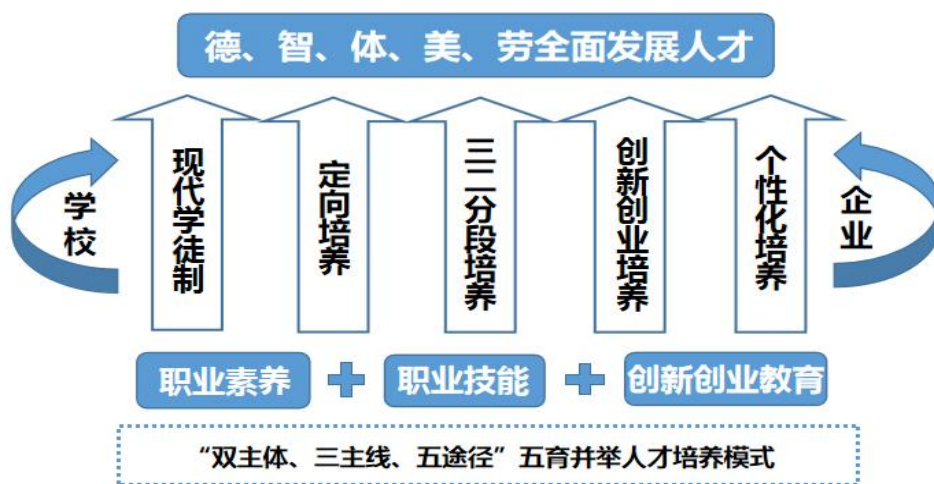 德、智、体、美、劳全面发展人才
学校
现代学徒制
定向培养
三二分段培养
创新创业培养
个性化培养
企业
职业素养
职业技能
创新创业教育
“双主体、三主线、五途径”五育并举人才培养模式